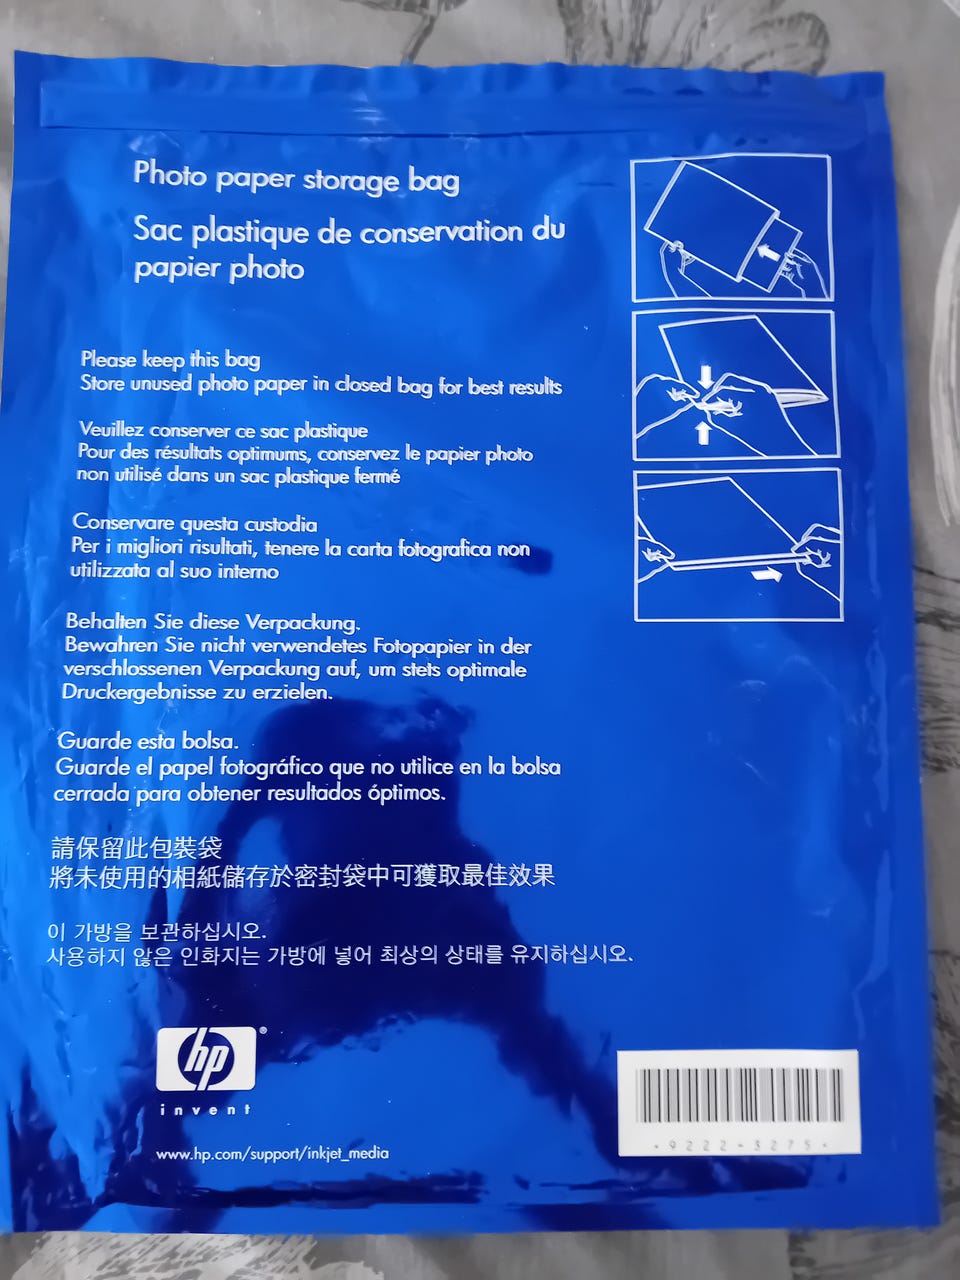 Photo paper storage bag
Sac plastique de conservation du
papier photo
Please keep this bag
Store unused photo paper in closed bag for best results
Veuillez conserver ce sac plastique
Pour des résultats optimums, conservez le papier photo
non utilisé dans un sac plastique fermé
Conservare questa custodia
Per i migliori risultati, tenere la carta fotografica non
utilizzata al suo interno
Behalten Sie diese Verpackung.
Bewahren Sie nicht verwendetes Fotopapier in der
verschlossenen Verpackung auf, um stets optimale
Druckergebnisse zu erzielen.
Guarde esta bolsa.
Guarde el papel fotográfico que no utilice en la bolsa
cerrada para obtener resultados óptimos.
請保留此包裝袋
將未使用的相紙儲存於密封袋中可獲取最佳效果
이 가방을 보관하십시오.
사용하지 않은 인화지는 가방에 넣어 최상의 상태를 유지하십시오.
hp®
invent
www.hp.com/support/inkjet_media
-9222-3275-